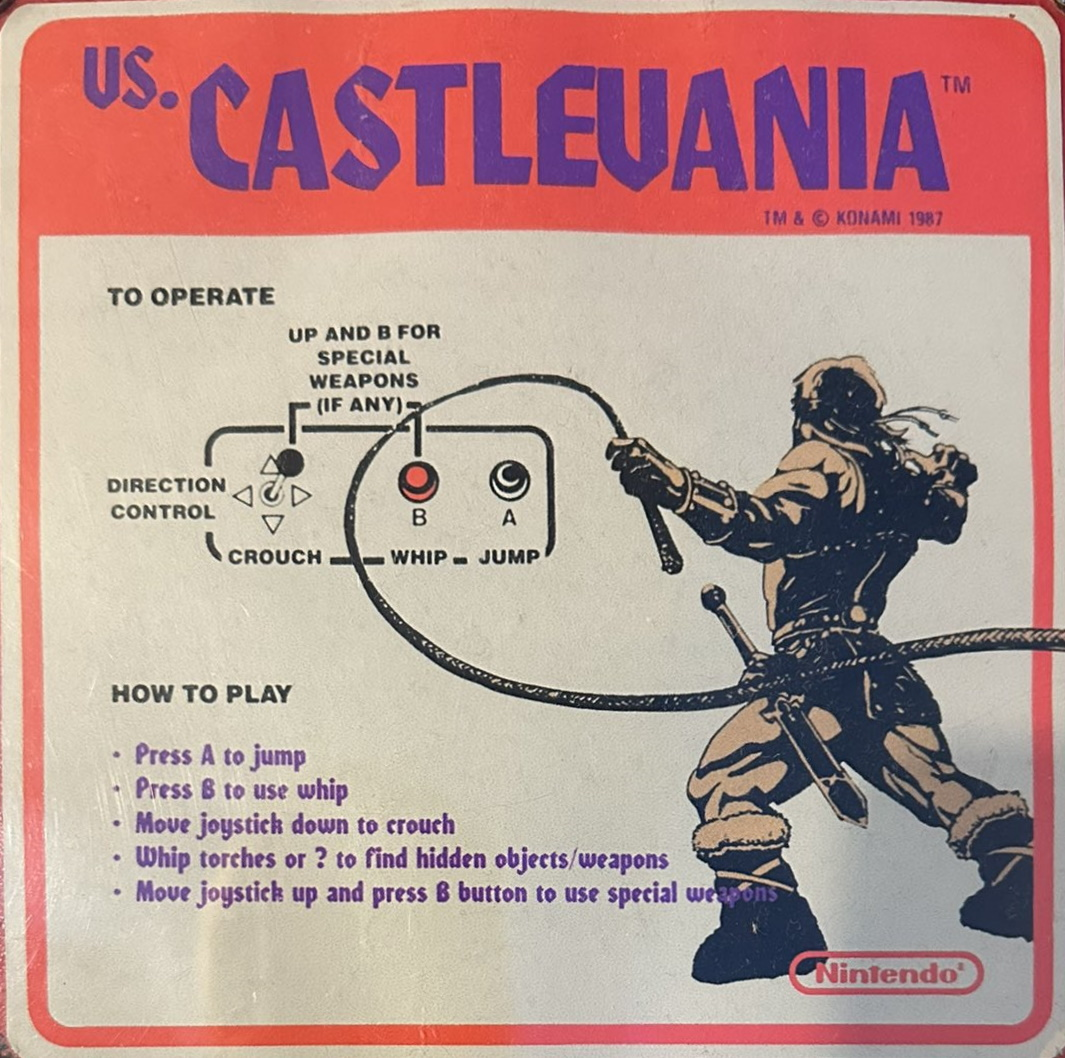 VS. CASTLEVANIA™
TM & © KONAMI 1987
TO OPERATE
UP AND B FOR
SPECIAL
WEAPONS
(IF ANY)
DIRECTION
CONTROL
B
A
CROUCH
WHIP
JUMP
HOW TO PLAY
• Press A to jump
• Press B to use whip
• Move joystick down to crouch
• Whip torches or ? to find hidden objects/weapons
• Move joystick up and press B button to use special weapons
Nintendo®